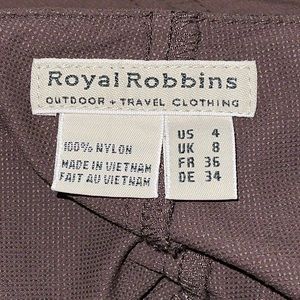 Royal Robbins
OUTDOOR + TRAVEL CLOTHING
100% NYLON
MADE IN VIETNAM
FAIT AU VIETNAM
US 4
UK 8
FR 36
DE 34